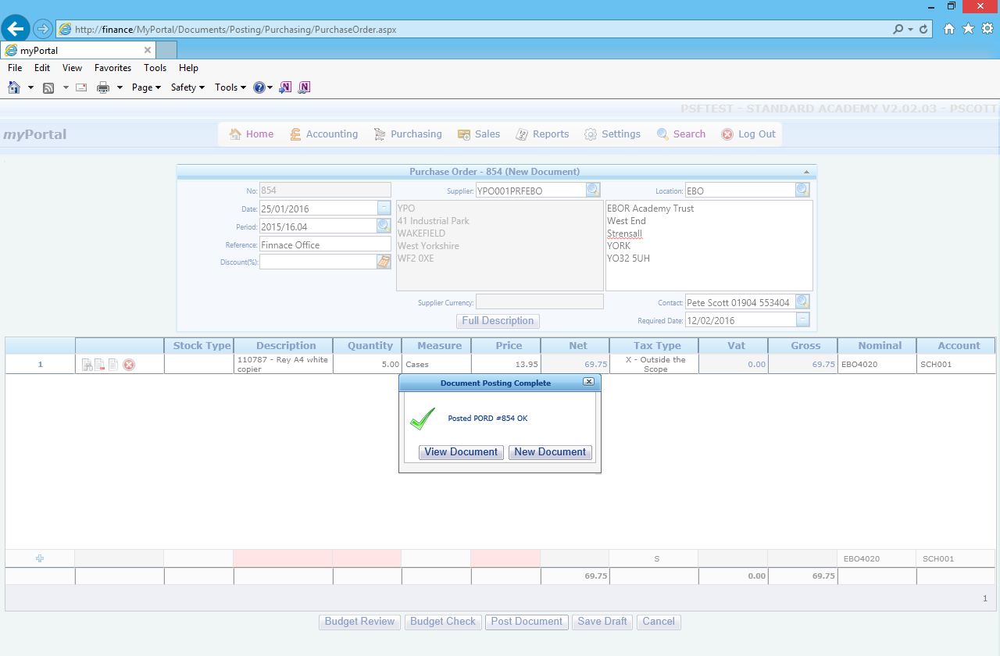 http://finance/MyPortal/Documents/Posting/Purchasing/PurchaseOrder.aspx
myPortal
File Edit View Favorites Tools Help
Page Safety Tools
PSFTEST - STANDARD ACADEMY V2.02.03 - PSCOTT
myPortal Home Accounting Purchasing Sales Reports Settings Search Log Out
Purchase Order - 854 (New Document)
No: 854 Supplier: YPO001PRFEBO Location: EBO
Date: 25/01/2016
Period: 2015/16.04
Reference: Finnace Office
Discount(%):
YPO
41 Industrial Park
WAKEFIELD
West Yorkshire
WF2 0XE
EBOR Academy Trust
West End
Strensall
YORK
YO32 5UH
Supplier Currency: Contact: Pete Scott 01904 553404
Full Description Required Date: 12/02/2016
Stock Type Description Quantity Measure Price Net Tax Type Vat Gross Nominal Account
1 110787 - Rey A4 white copier 5.00 Cases 13.95 69.75 X - Outside the Scope 0.00 69.75 EBO4020 SCH001
Document Posting Complete
Posted PORD #854 OK
View Document New Document
S EBO4020 SCH001
69.75 0.00 69.75
1
Budget Review Budget Check Post Document Save Draft Cancel